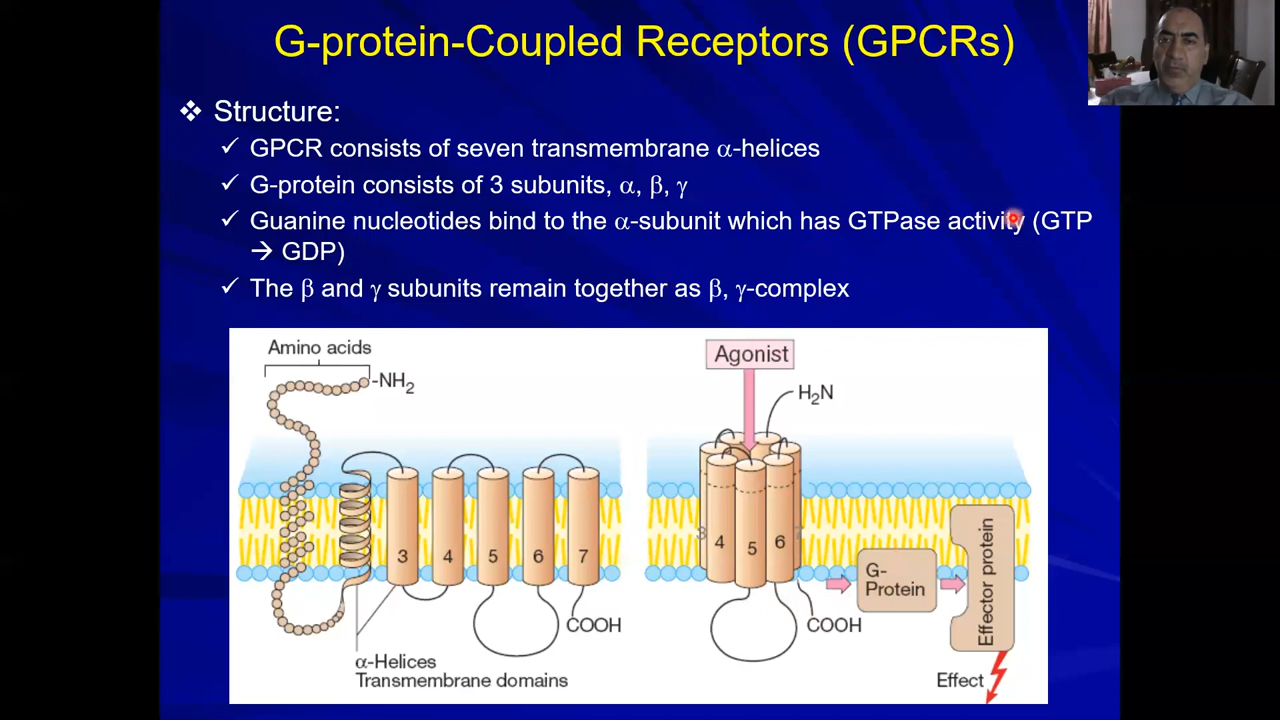 G-protein-Coupled Receptors (GPCRs)
❖ Structure:
✓ GPCR consists of seven transmembrane α-helices
✓ G-protein consists of 3 subunits, α, β, γ
✓ Guanine nucleotides bind to the α-subunit which has GTPase activity (GTP
→ GDP)
✓ The β and γ subunits remain together as β, γ-complex
Amino acids
-NH₂
3
4
5
6
7
COOH
α-Helices
Transmembrane domains
Agonist
H₂N
3
4
5
6
7
COOH
G-
Protein
Effector protein
Effect